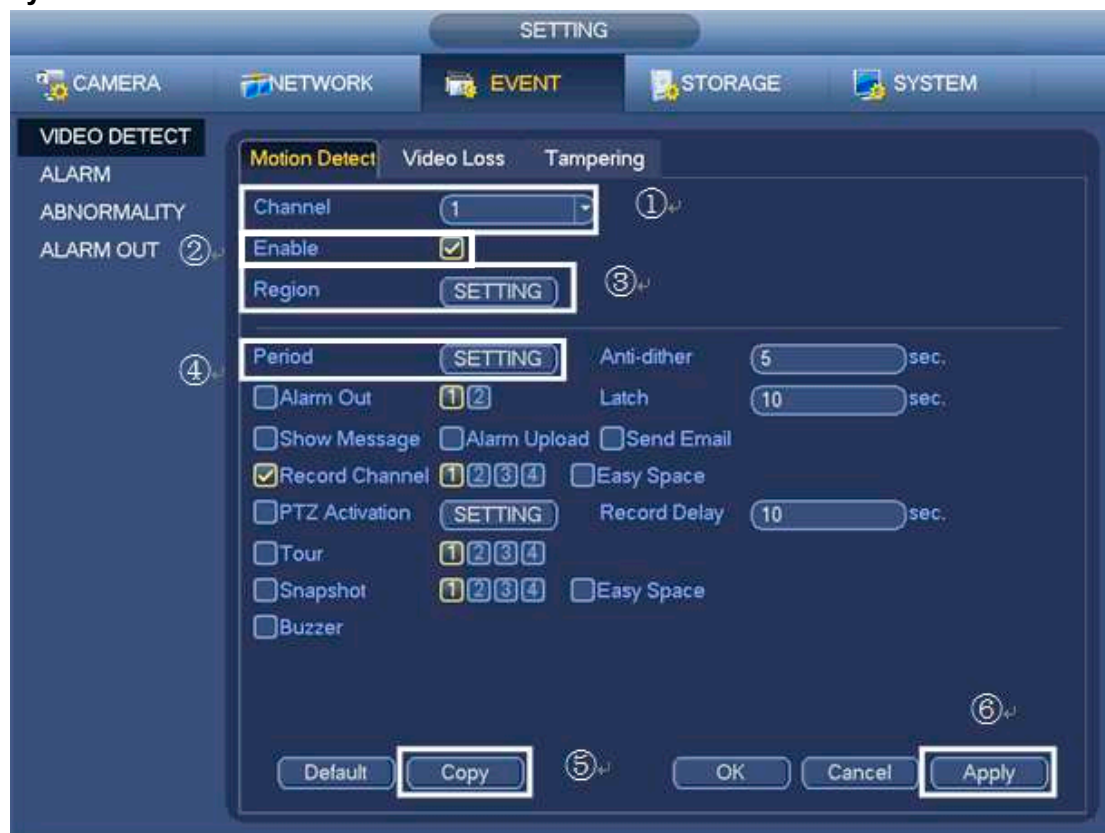 SETTING
CAMERA NETWORK EVENT STORAGE SYSTEM
VIDEO DETECT
ALARM
ABNORMALITY
ALARM OUT ②
Motion Detect Video Loss Tampering
Channel 1 ①
Enable
Region SETTING ③
④ Period SETTING Anti-dither 5 sec.
Alarm Out 1 2 Latch 10 sec.
Show Message Alarm Upload Send Email
Record Channel 1 2 3 4 Easy Space
PTZ Activation SETTING Record Delay 10 sec.
Tour 1 2 3 4
Snapshot 1 2 3 4 Easy Space
Buzzer
⑥
Default Copy ⑤ OK Cancel Apply